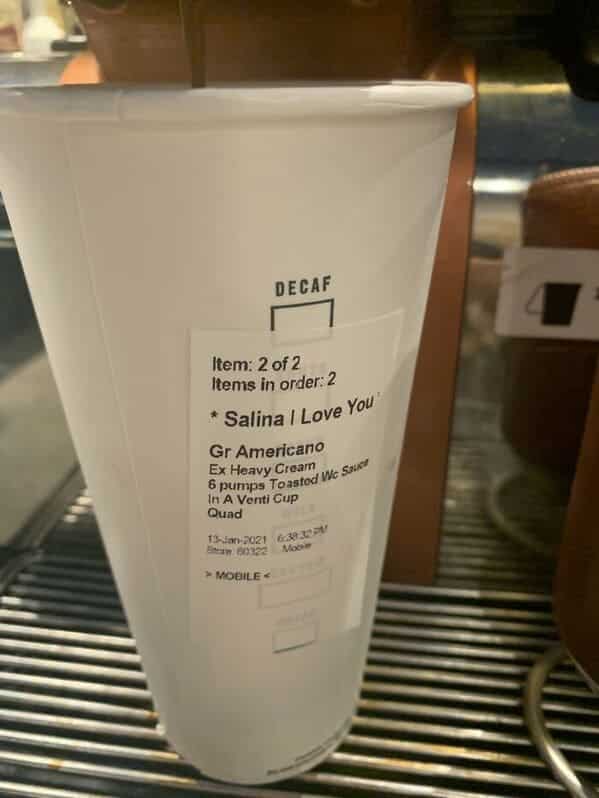 DECAF
Item: 2 of 2
Items in order: 2
* Salina I Love You *
Gr Americano
Ex Heavy Cream
6 pumps Toasted Wc Sauce
In A Venti Cup
Quad
13-Jan-2021 6:38:32 PM
Store: 60322 Mobile
> MOBILE <